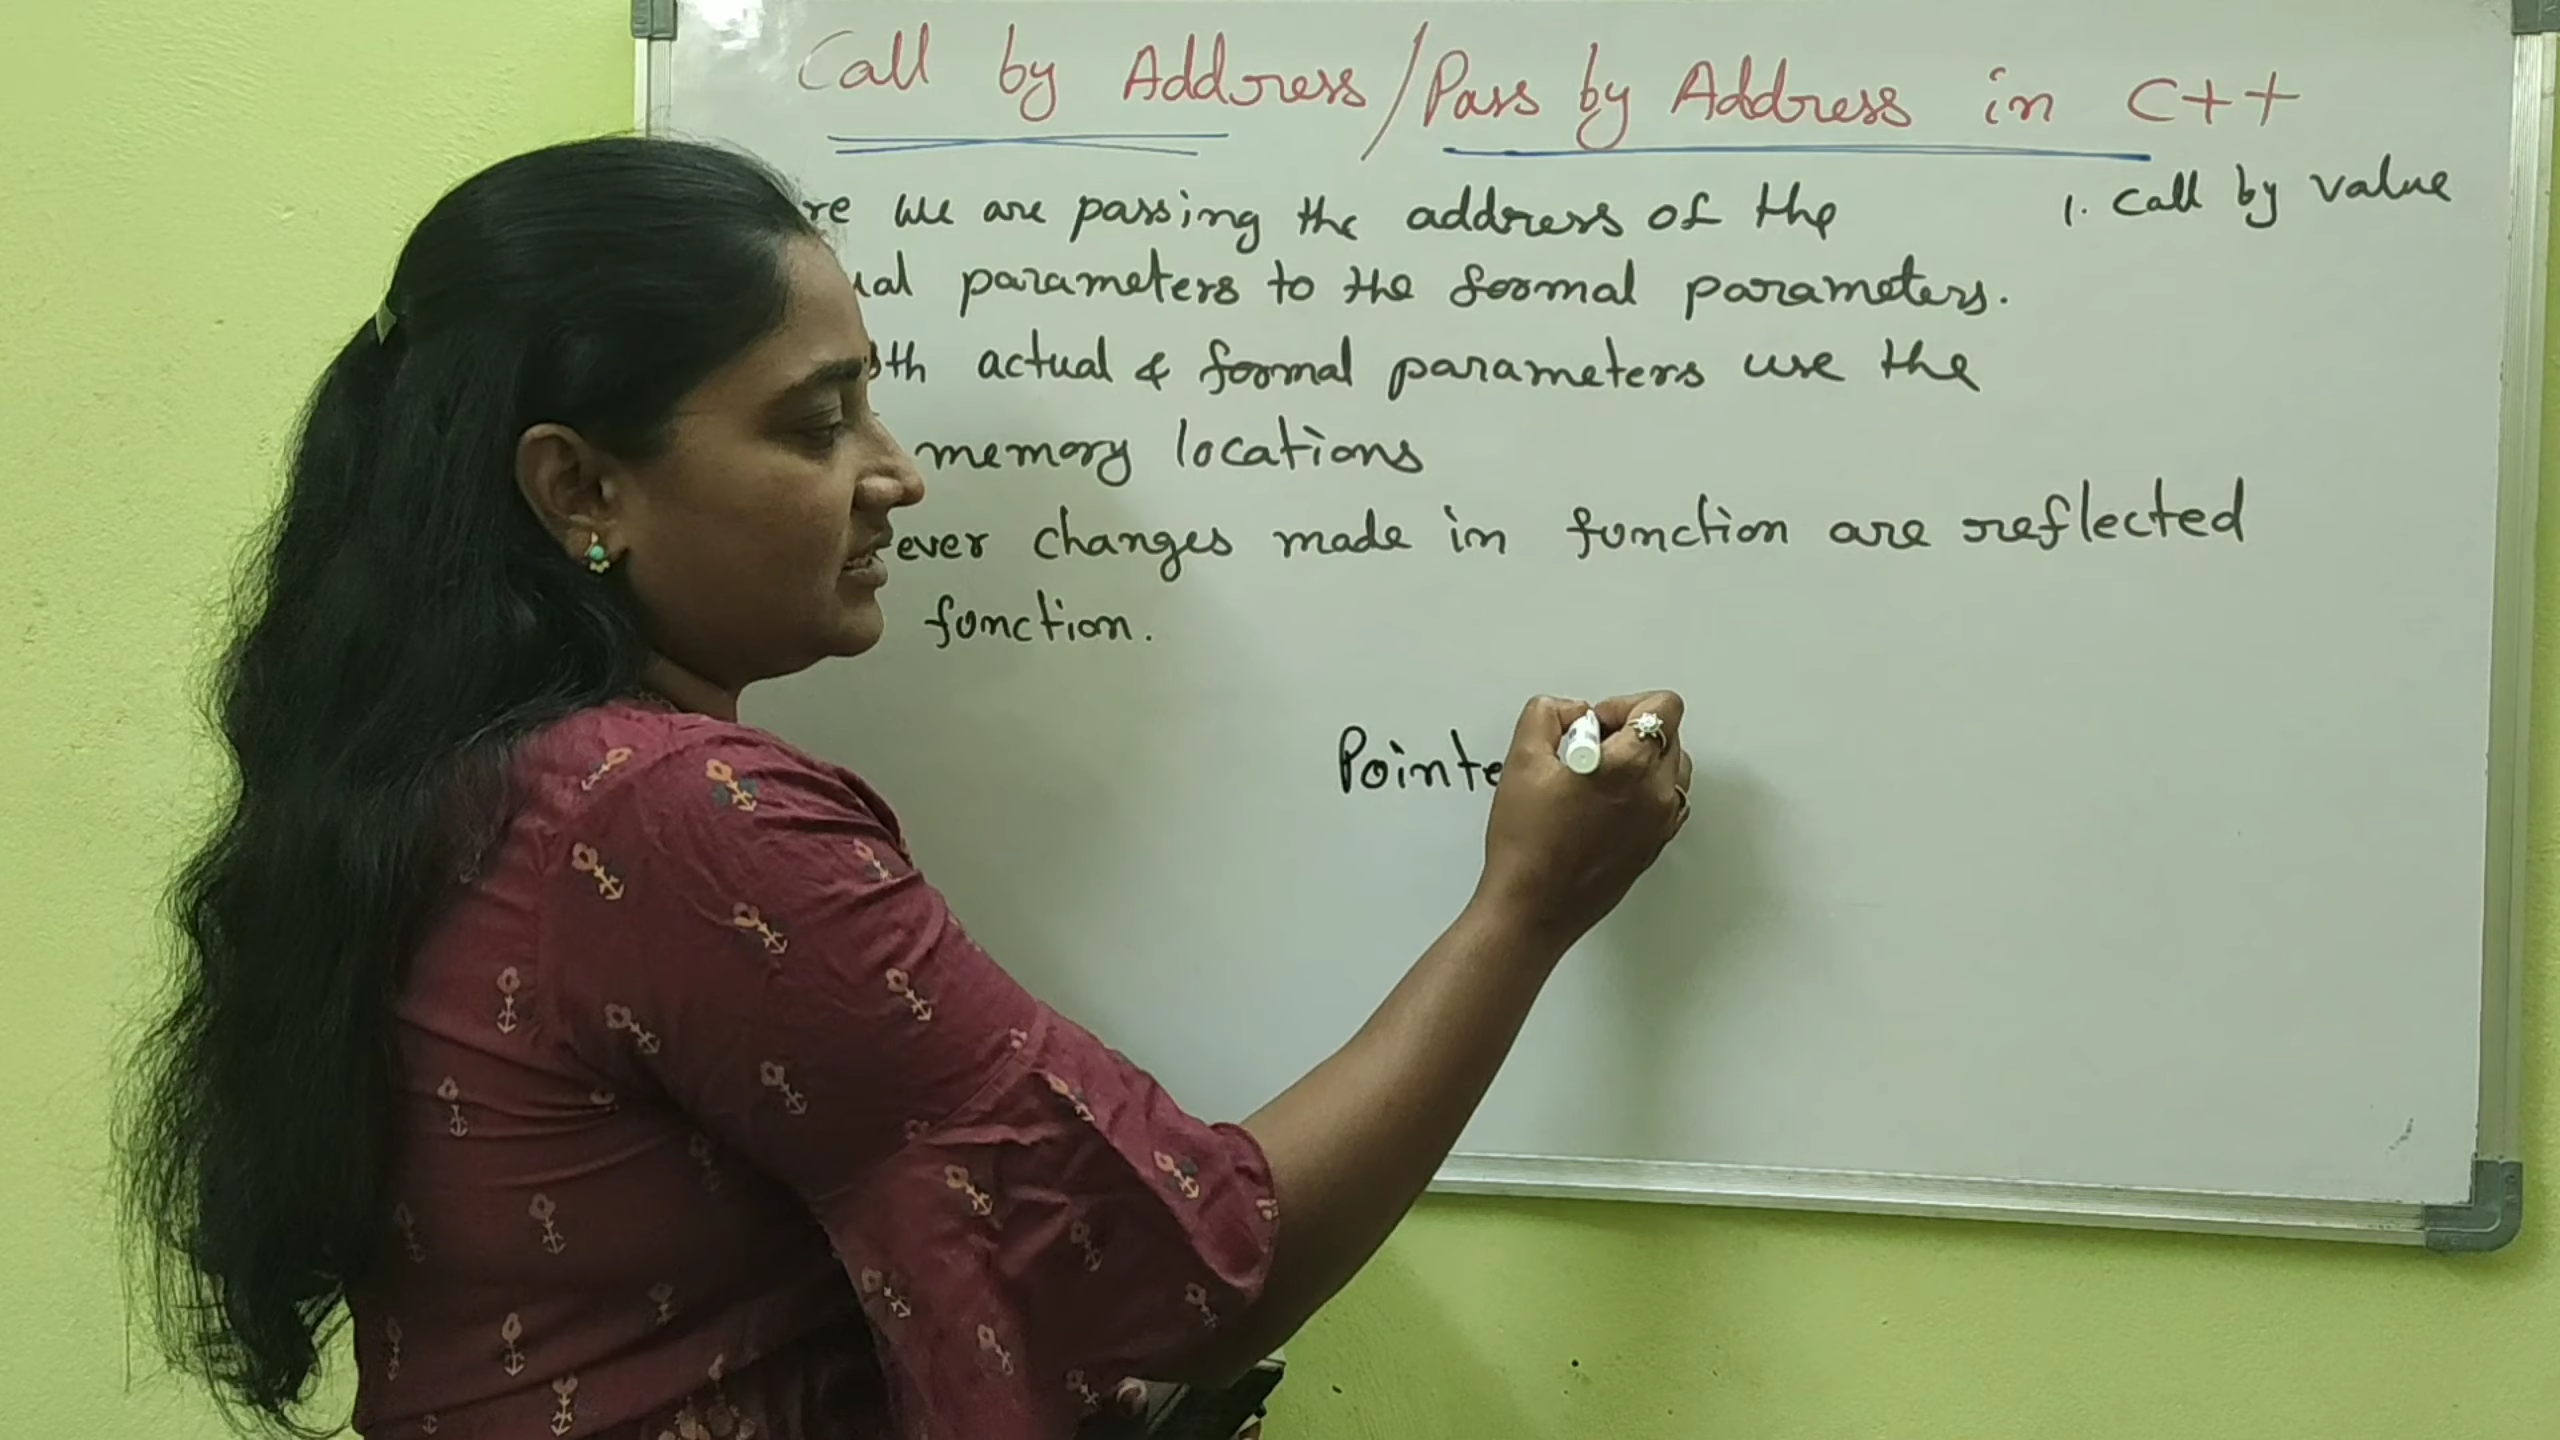 Call by Address/Pass by Address in C++
we are passing the address of the
1. Call by value
parameters to the formal parameters.
actual & formal parameters use the
memory locations
changes made in function are reflected
function.